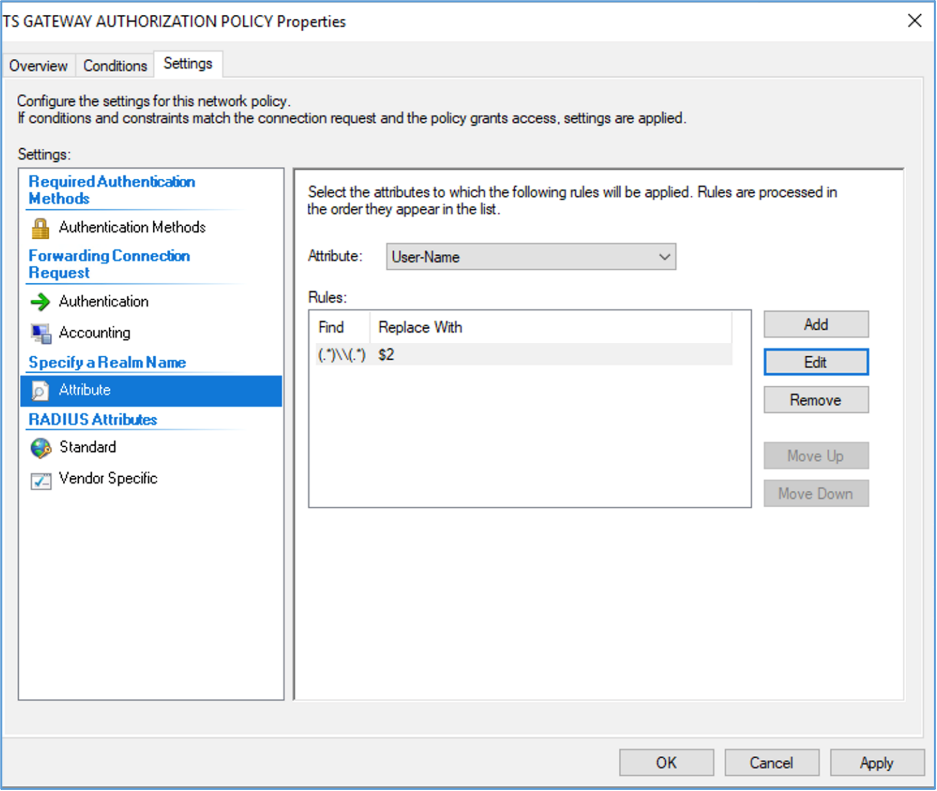 TS GATEWAY AUTHORIZATION POLICY Properties
Overview
Conditions
Settings
Configure the settings for this network policy.
If conditions and constraints match the connection request and the policy grants access, settings are applied.
Settings:
Required Authentication
Methods
Authentication Methods
Forwarding Connection
Request
Authentication
Accounting
Specify a Realm Name
Attribute
RADIUS Attributes
Standard
Vendor Specific
Select the attributes to which the following rules will be applied. Rules are processed in
the order they appear in the list.
Attribute:
User-Name
Rules:
Find
Replace With
(.*)\\(.*)
$2
Add
Edit
Remove
Move Up
Move Down
OK
Cancel
Apply